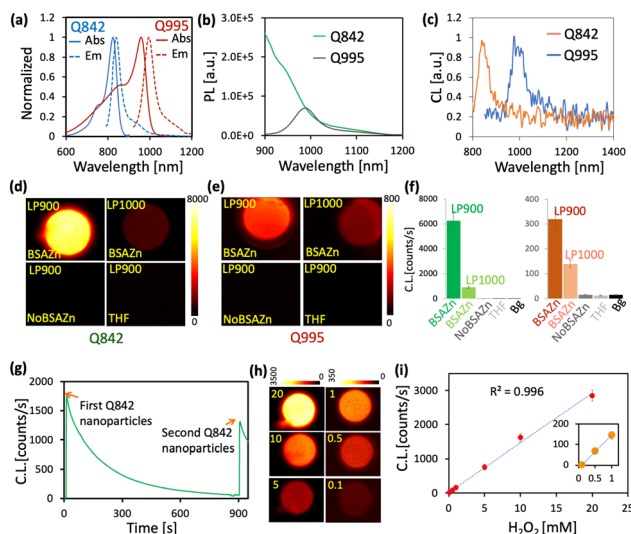 (a)
Q842
Q995
Abs
Em
Abs
Em
Normalized
1.2
1
0.8
0.6
0.4
0.2
0
600
800
1000
1200
Wavelength [nm]
(b)
Q842
Q995
PL [a.u.]
3.0E+5
2.0E+5
1.0E+5
0.0E+0
900
1000
1100
1200
Wavelength [nm]
(c)
Q842
Q995
CL [a.u.]
1.2
1
0.8
0.6
0.4
0.2
0
800
1000
1200
1400
Wavelength [nm]
(d)
LP900
LP1000
BSAZn
BSAZn
LP900
LP900
NoBSAZn
THF
8000
0
Q842
(e)
LP900
LP1000
BSAZn
BSAZn
LP900
LP900
NoBSAZn
THF
800
0
Q995
(f)
C.L.[counts/s]
8000
6000
4000
2000
0
LP900
LP1000
BSAZn
BSAZn
NoBSAZn
THF
Bg
400
300
200
100
0
LP900
LP1000
BSAZn
BSAZn
NoBSAZn
THF
Bg
(g)
C.L.[counts/s]
2000
1500
1000
500
0
First Q842
nanoparticles
Second Q842
nanoparticles
0
300
600
900
Time [s]
(h)
3500
0
350
0
20
1
10
0.5
5
0.1
(i)
C.L.[counts/s]
3000
2000
1000
0
R² = 0.996
200
100
0
0
0.5
1
0
5
10
15
20
25
H₂O₂ [mM]